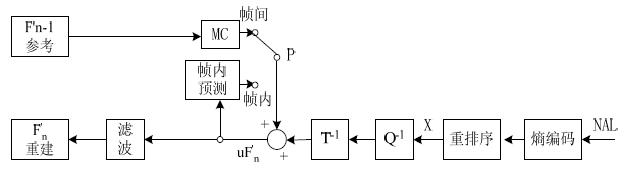 F'n-1
参考
MC
帧间
P
帧内
预测
帧内
F'n
重建
滤
波
uF'n
+
+
T-1
Q-1
X
重排序
熵编码
NAL